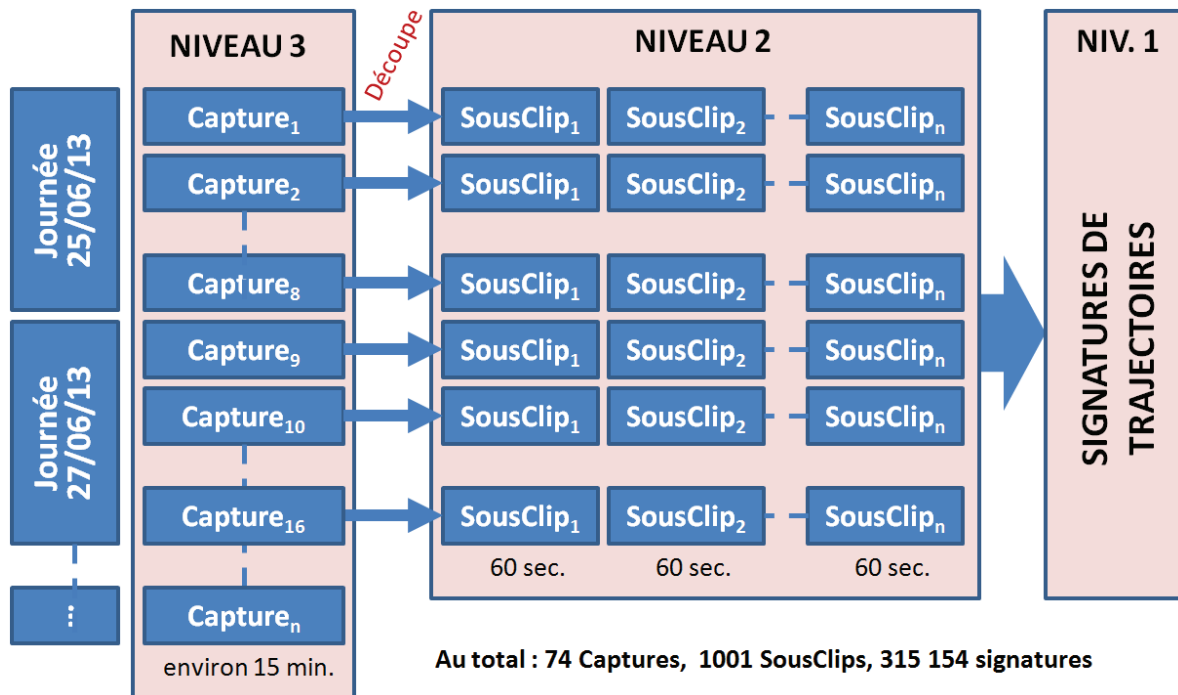 NIVEAU 3
Découpe
NIVEAU 2
NIV. 1
Journée
25/06/13
Capture1
SousClip1
SousClip2
SousClipn
Capture2
SousClip1
SousClip2
SousClipn
Capture8
SousClip1
SousClip2
SousClipn
Journée
27/06/13
Capture9
SousClip1
SousClip2
SousClipn
Capture10
SousClip1
SousClip2
SousClipn
Capture16
SousClip1
SousClip2
SousClipn
60 sec.
60 sec.
60 sec.
...
Capturen
environ 15 min.
SIGNATURES DE
TRAJECTOIRES
Au total : 74 Captures, 1001 SousClips, 315 154 signatures